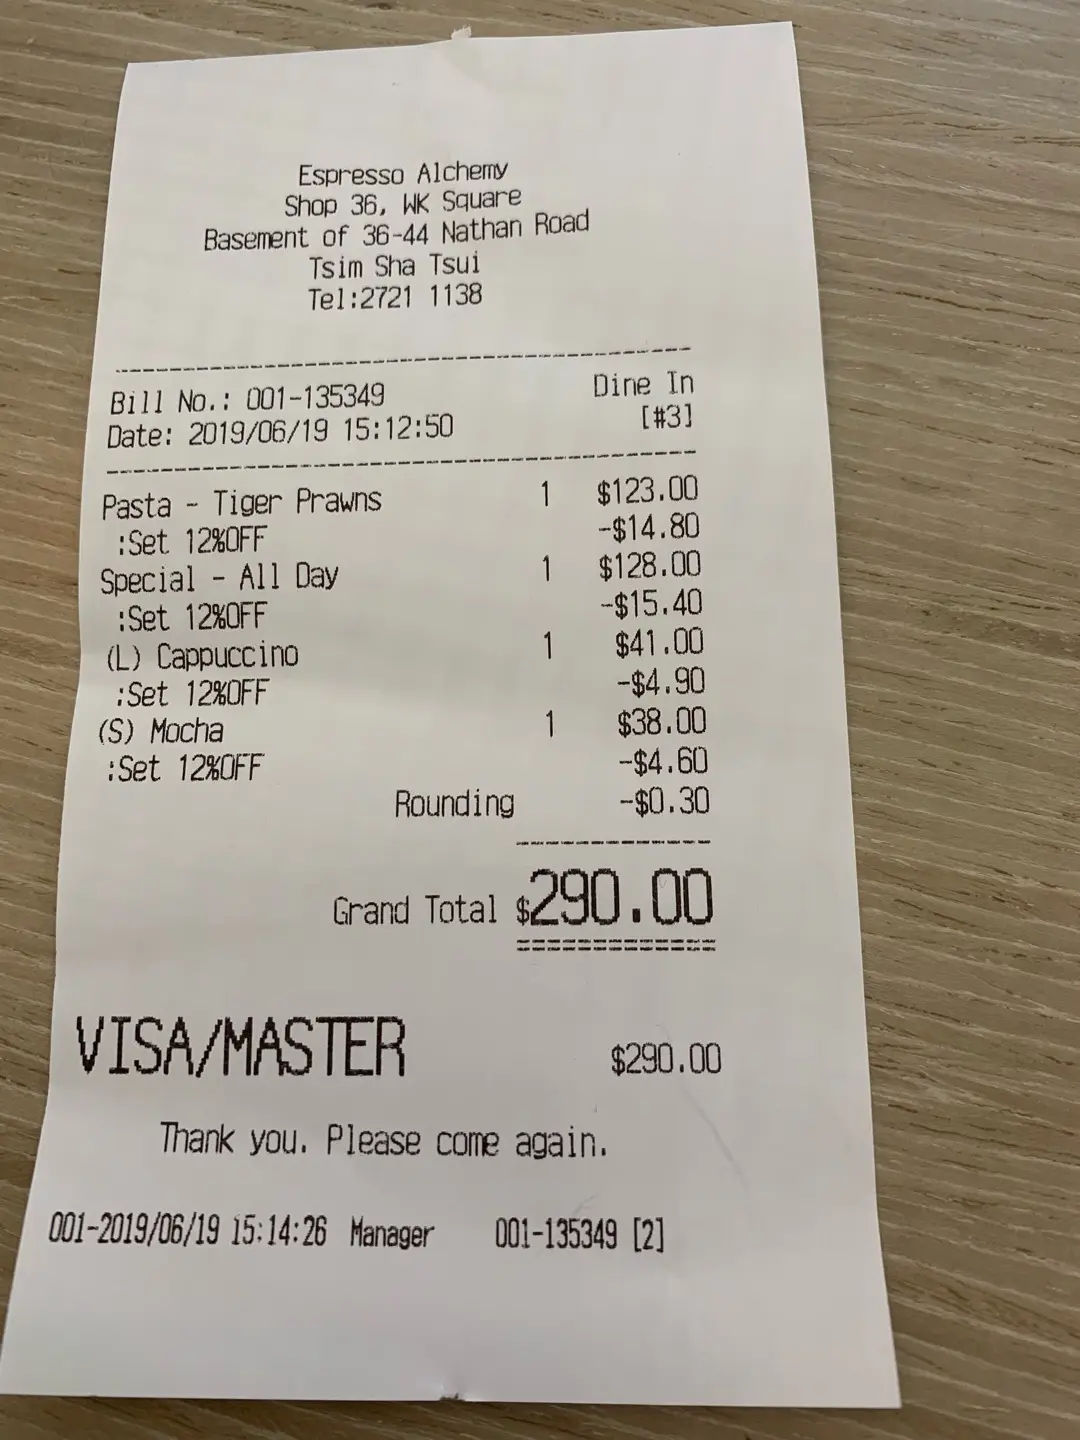 Espresso Alchemy
Shop 36, WK Square
Basement of 36-44 Nathan Road
Tsim Sha Tsui
Tel:2721 1138
Bill No.: 001-135349 Dine In
Date: 2019/06/19 15:12:50 [#3]
Pasta - Tiger Prawns 1 $123.00
:Set 12%OFF -$14.80
Special - All Day 1 $128.00
:Set 12%OFF -$15.40
(L) Cappuccino 1 $41.00
:Set 12%OFF -$4.90
(S) Mocha 1 $38.00
:Set 12%OFF -$4.60
Rounding -$0.30
Grand Total $290.00
VISA/MASTER $290.00
Thank you. Please come again.
001-2019/06/19 15:14:26 Manager 001-135349 [2]